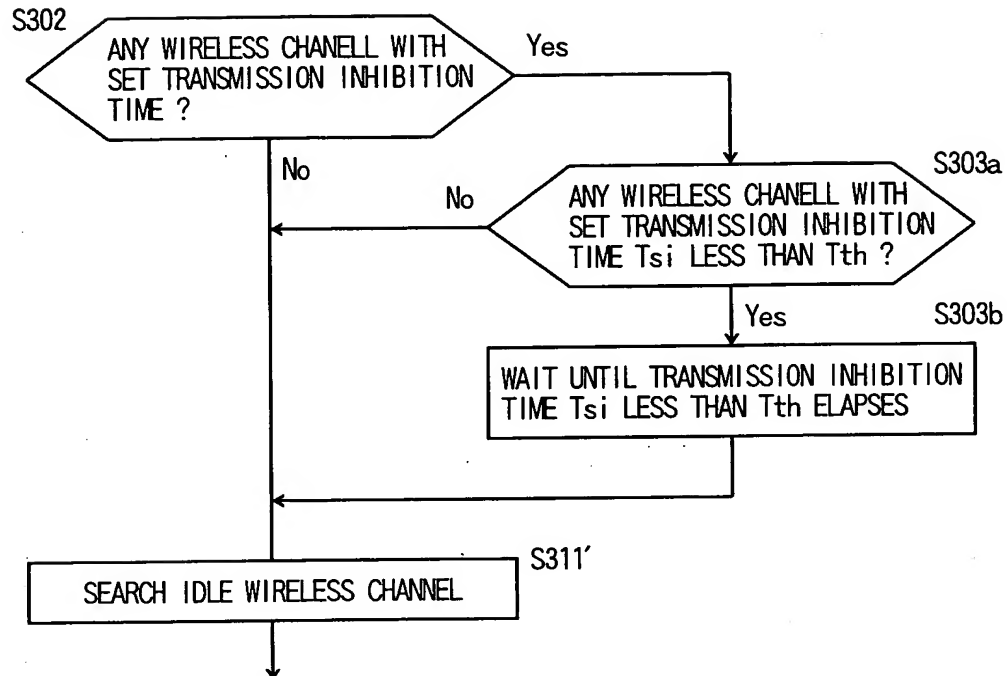 S302
ANY WIRELESS CHANELL WITH
SET TRANSMISSION INHIBITION
TIME ?
Yes
No
S303a
No
ANY WIRELESS CHANELL WITH
SET TRANSMISSION INHIBITION
TIME Tsi LESS THAN Tth ?
Yes
S303b
WAIT UNTIL TRANSMISSION INHIBITION
TIME Tsi LESS THAN Tth ELAPSES
S311'
SEARCH IDLE WIRELESS CHANNEL